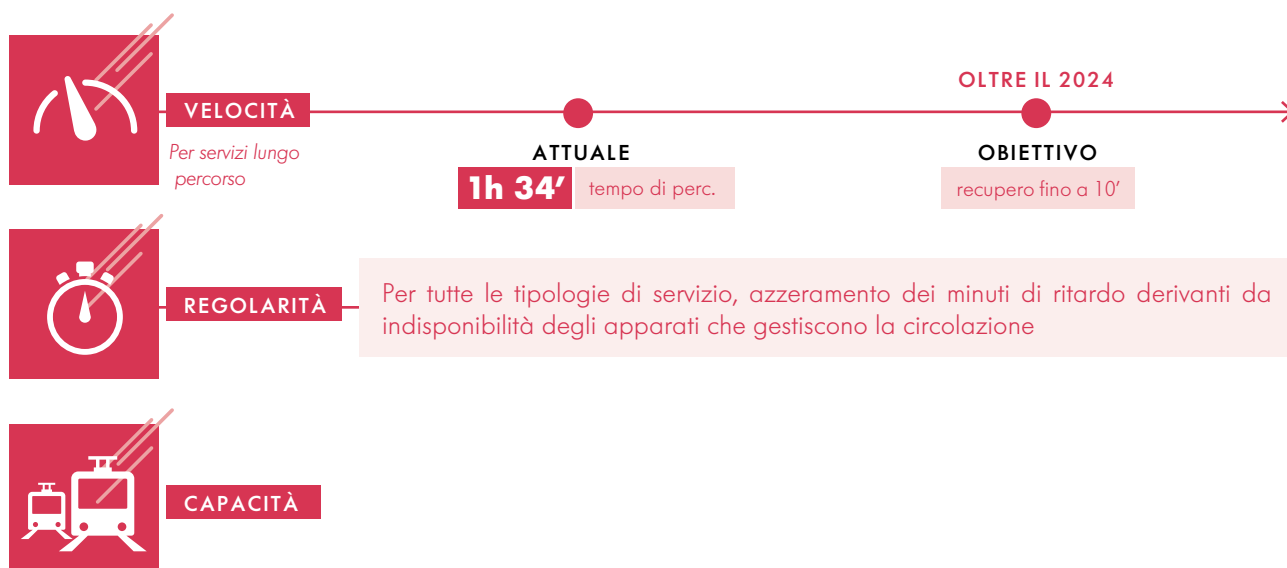 OLTRE IL 2024
VELOCITÀ
Per servizi lungo
percorso
ATTUALE
1h 34’ tempo di perc.
OBIETTIVO
recupero fino a 10’
REGOLARITÀ
Per tutte le tipologie di servizio, azzeramento dei minuti di ritardo derivanti da
indisponibilità degli apparati che gestiscono la circolazione
CAPACITÀ